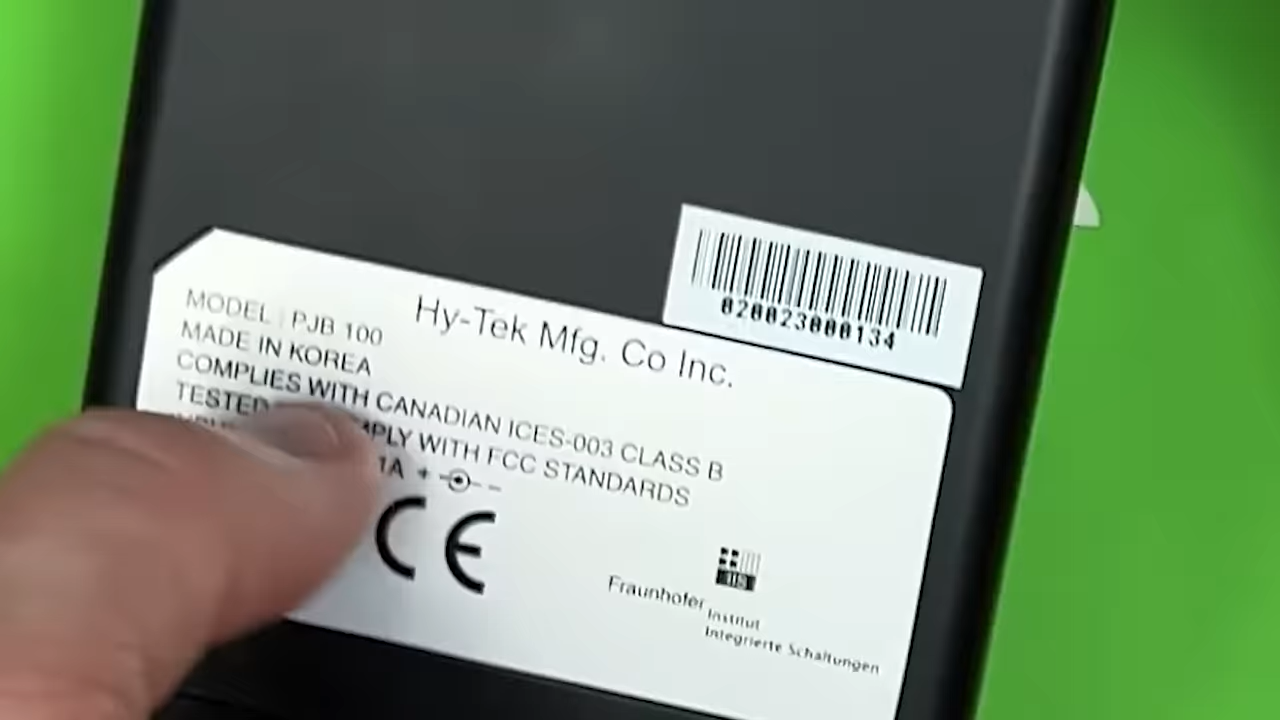 020023000134
Hy-Tek Mfg. Co Inc.
MODEL : PJB 100
MADE IN KOREA
COMPLIES WITH CANADIAN ICES-003 CLASS B
TESTED WITH FCC STANDARDS
1A + -
CE
IIS
Fraunhofer Institut
Integrierte Schaltungen